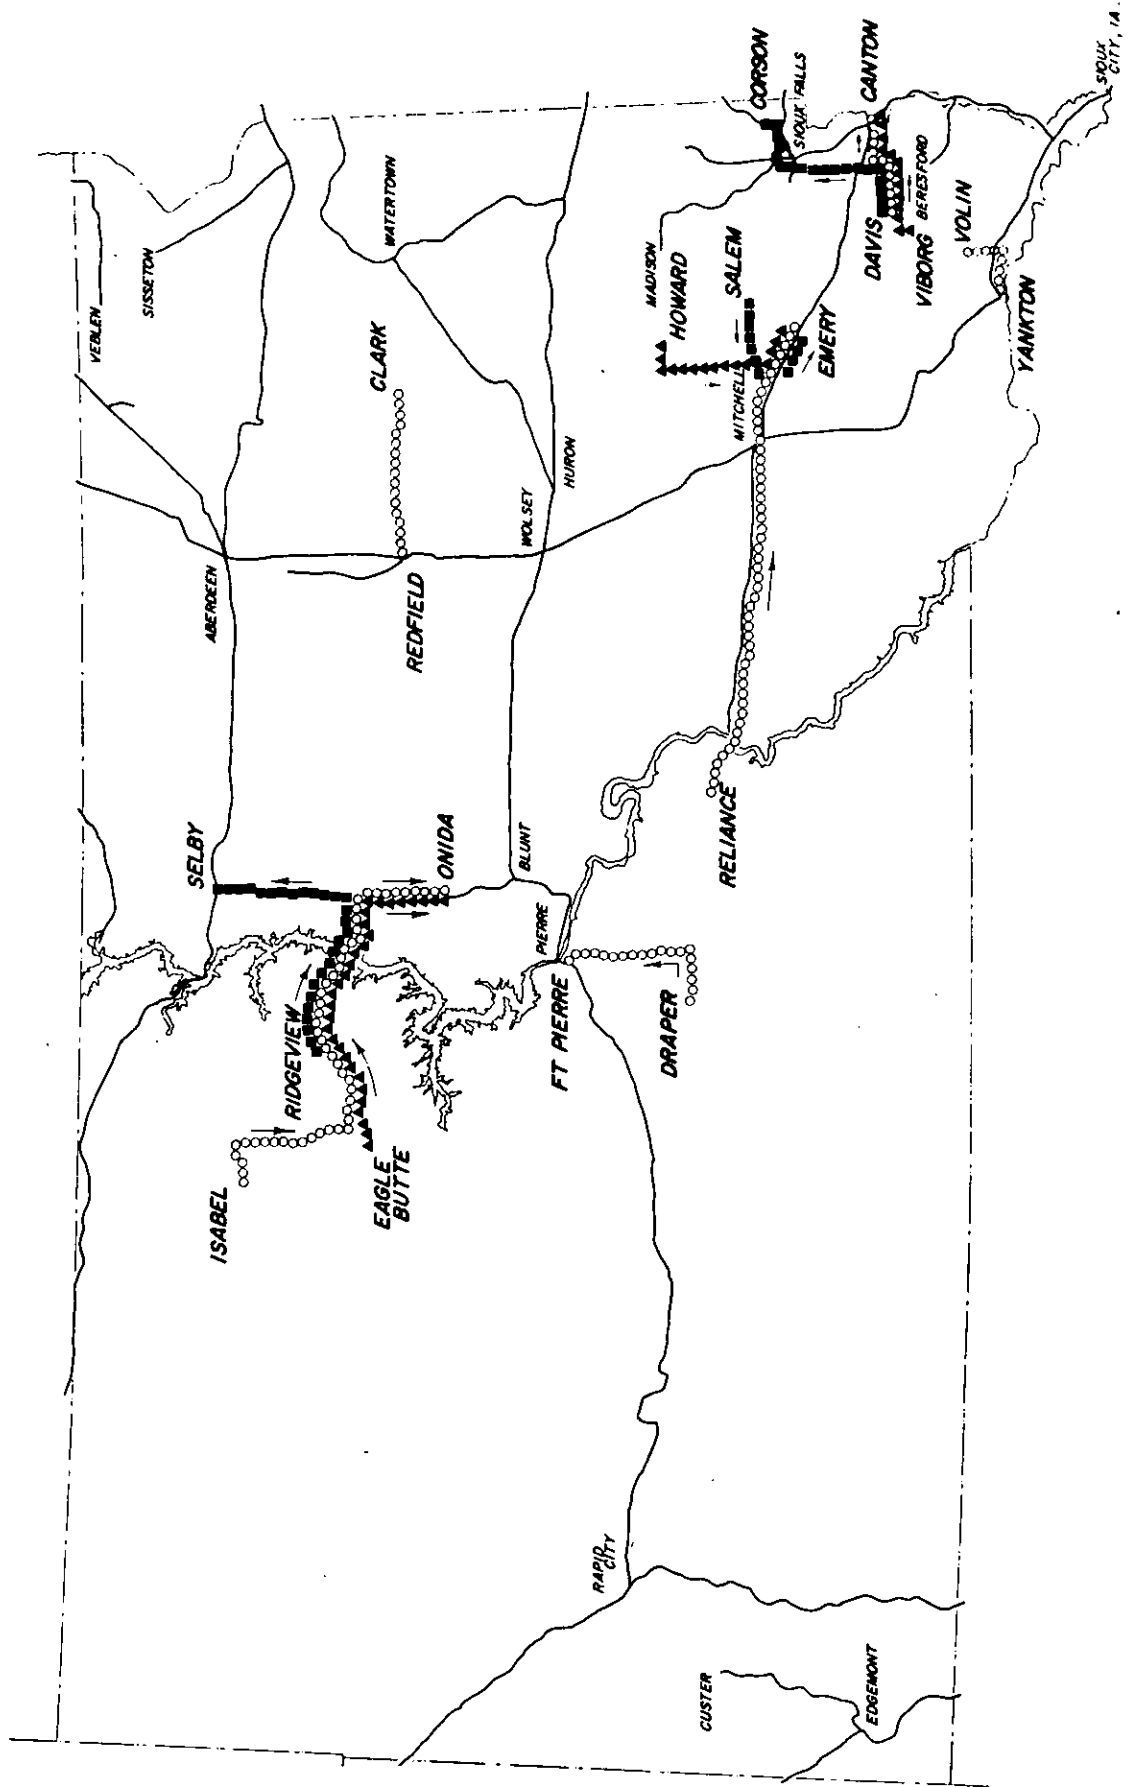 VEBLEN
SISSETON
ABERDEEN
SELBY
WATERTOWN
CLARK
REDFIELD
ONIDA
RIDGEVIEW
ISABEL
EAGLE
BUTTE
HURON
WOLSEY
BLUNT
PIERRE
FT PIERRE
DRAPER
RELIANCE
RAPID
CITY
CUSTER
EDGEMONT
MADISON
HOWARD
SALEM
MITCHELL
EMERY
CORSON
SIOUX FALLS
CANTON
DAVIS
VIBORG
BERESFORD
VOLIN
YANKTON
SIOUX
CITY, IA.